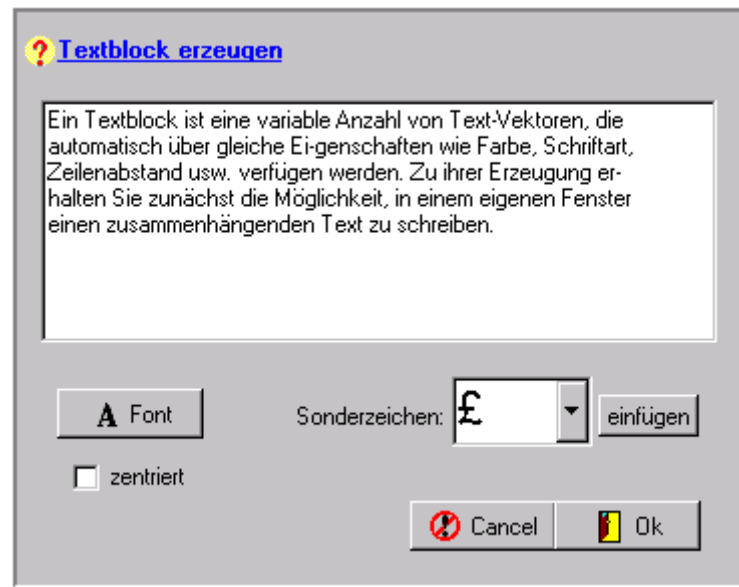 Textblock erzeugen
Ein Textblock ist eine variable Anzahl von Text-Vektoren, die
automatisch über gleiche Ei-genschaften wie Farbe, Schriftart,
Zeilenabstand usw. verfügen werden. Zu ihrer Erzeugung er-
halten Sie zunächst die Möglichkeit, in einem eigenen Fenster
einen zusammenhängenden Text zu schreiben.
A Font Sonderzeichen: £ einfügen
zentriert
Cancel Ok